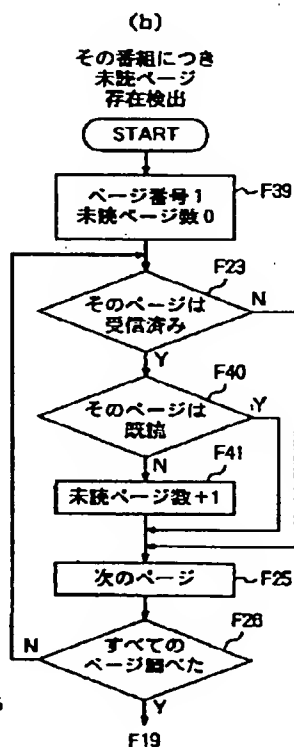 (b)
その番組につき
未読ページ
存在検出
START
ページ番号1
未読ページ数0
F39
F23
そのページは
受信済み
N
Y
F40
そのページは
既読
Y
N
F41
未読ページ数+1
次のページ
F25
F26
すべての
ページ調べた
N
Y
F19